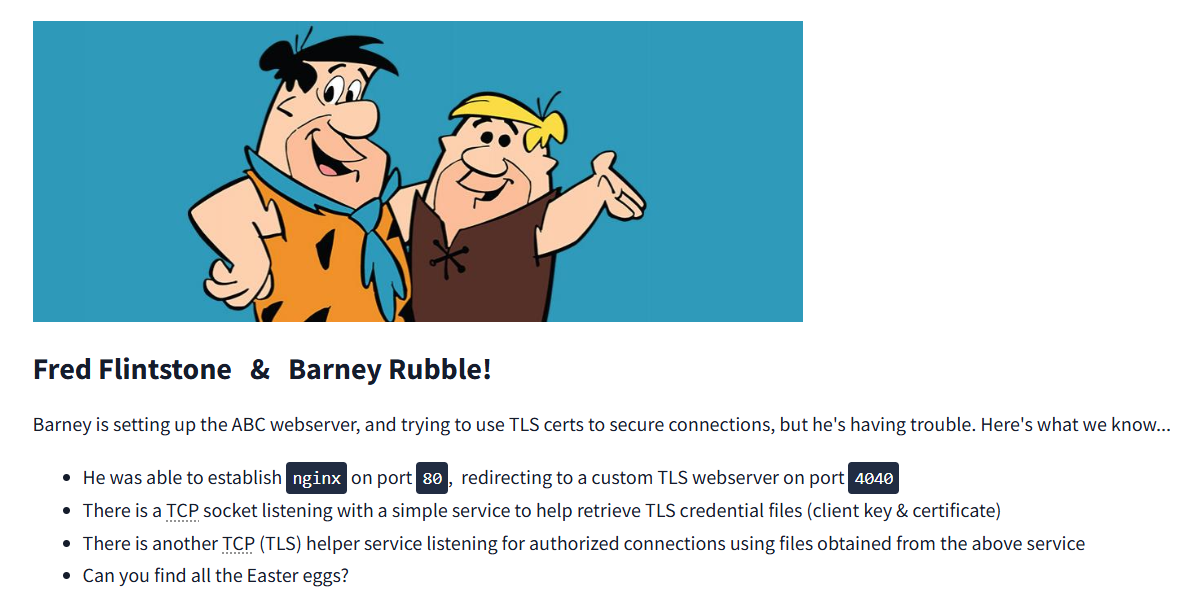 Fred Flintstone & Barney Rubble!
Barney is setting up the ABC webserver, and trying to use TLS certs to secure connections, but he's having trouble. Here's what we know...
He was able to establish nginx on port 80, redirecting to a custom TLS webserver on port 4040
There is a TCP socket listening with a simple service to help retrieve TLS credential files (client key & certificate)
There is another TCP (TLS) helper service listening for authorized connections using files obtained from the above service
Can you find all the Easter eggs?